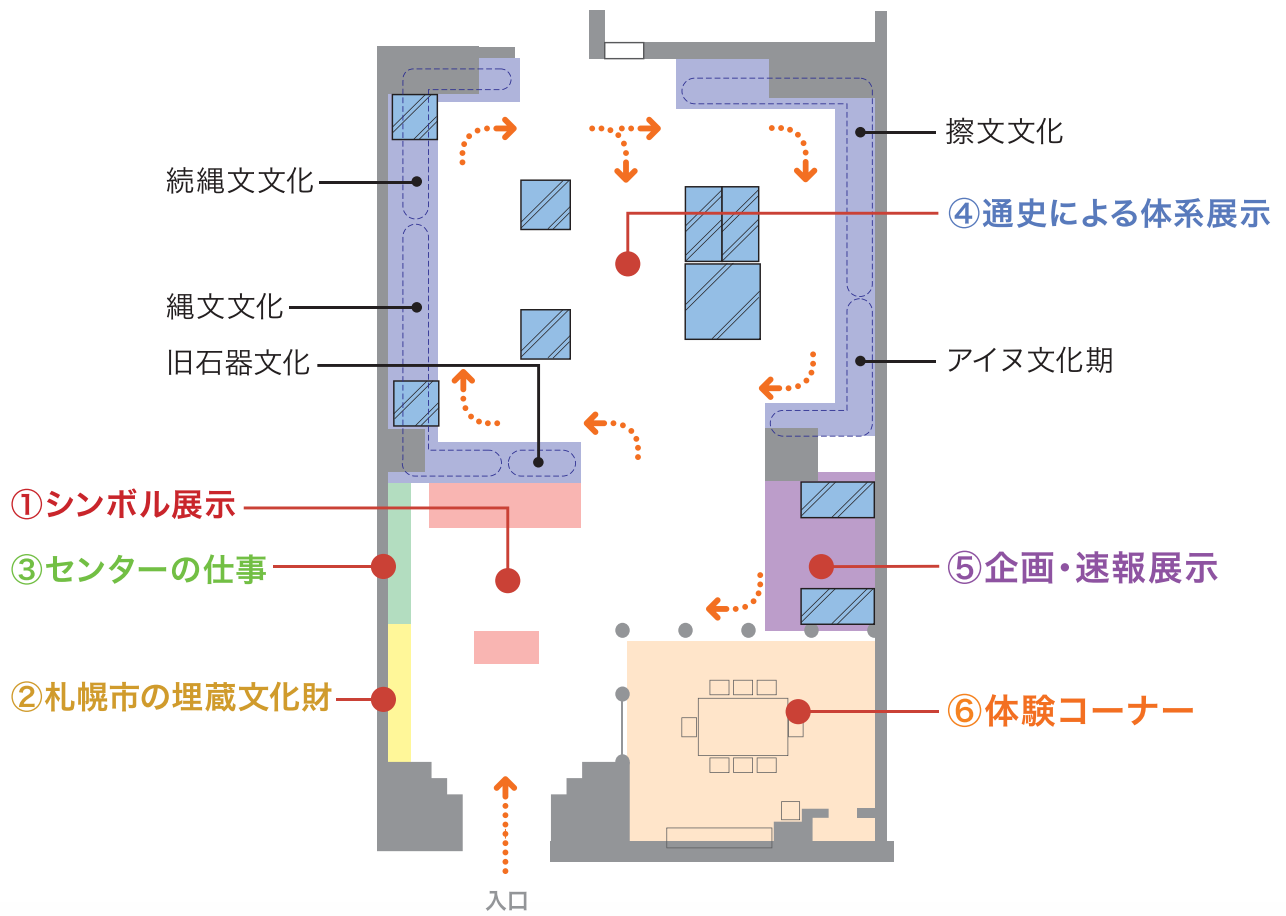 擦文文化
続縄文文化
④通史による体系展示
縄文文化
旧石器文化
アイヌ文化期
①シンボル展示
③センターの仕事
⑤企画・速報展示
②札幌市の埋蔵文化財
⑥体験コーナー
入口